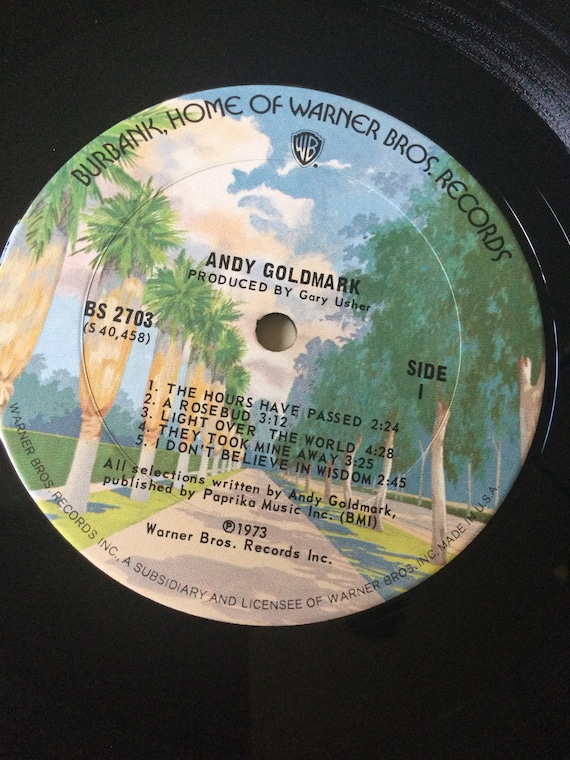 BURBANK, HOME OF WARNER BROS. RECORDS
WB
ANDY GOLDMARK
PRODUCED BY Gary Usher
BS 2703
(S 40,458)
SIDE
1
1. THE HOURS HAVE PASSED 2:24
2. A ROSEBUD 3:12
3. LIGHT OVER THE WORLD 4:28
4. THEY TOOK MINE AWAY 3:25
5. I DON'T BELIEVE IN WISDOM 2:45
All selections written by Andy Goldmark,
published by Paprika Music Inc. (BMI)
℗1973
Warner Bros. Records Inc.
WARNER BROS. RECORDS INC., A SUBSIDIARY AND LICENSEE OF WARNER BROS. INC. MADE IN U.S.A.